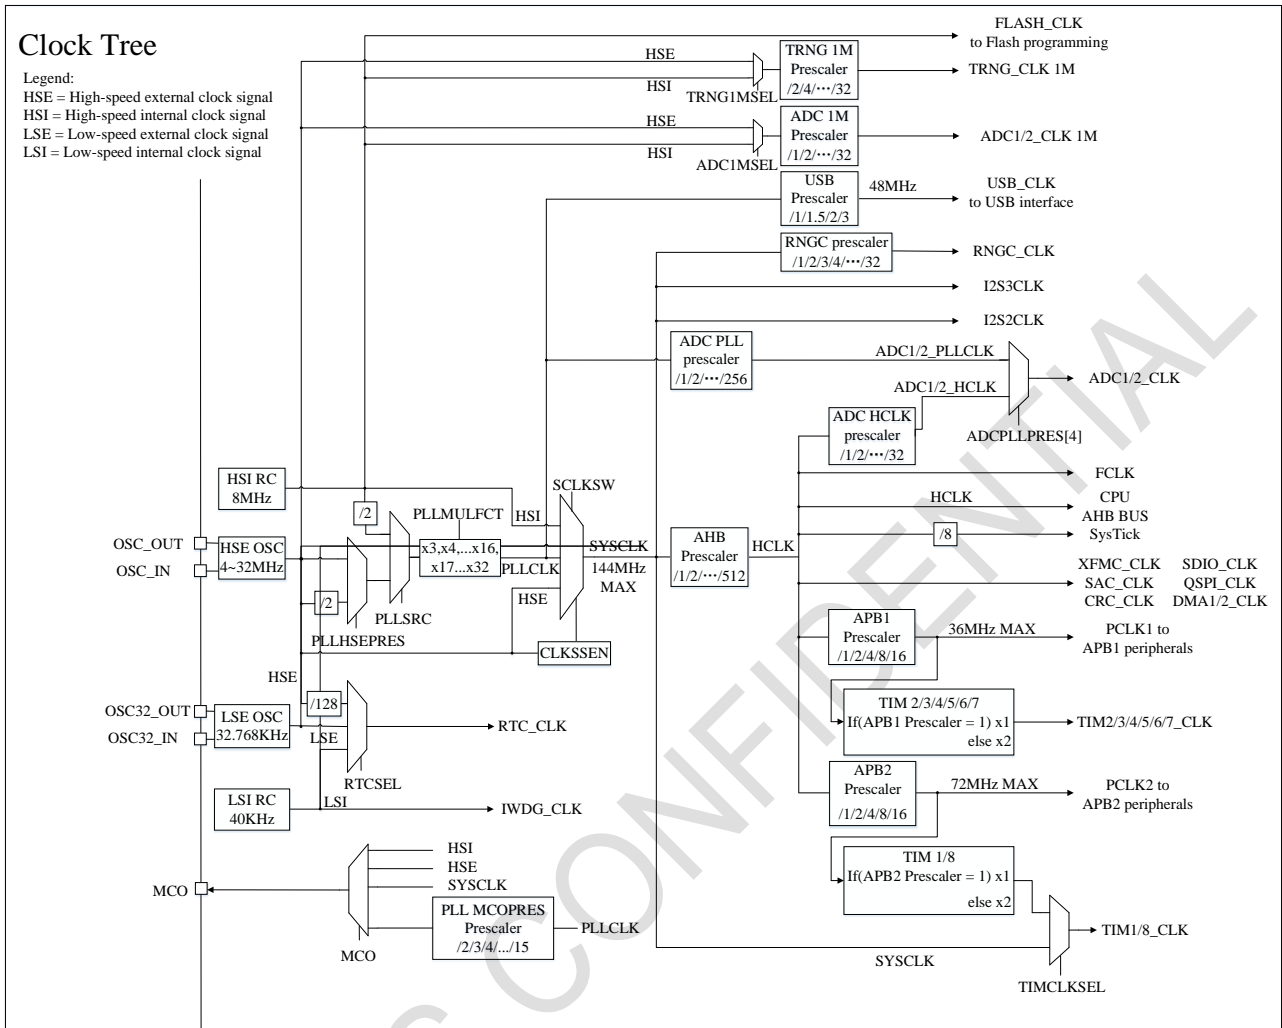 Clock Tree
Legend:
HSE = High-speed external clock signal
HSI = High-speed internal clock signal
LSE = Low-speed external clock signal
LSI = Low-speed internal clock signal
FLASH_CLK
to Flash programming
HSE
HSI
TRNG1MSEL
TRNG 1M
Prescaler
/2/4/···/32
TRNG_CLK 1M
HSE
HSI
ADC1MSEL
ADC 1M
Prescaler
/1/2/···/32
ADC1/2_CLK 1M
USB
Prescaler
/1/1.5/2/3
48MHz
USB_CLK
to USB interface
RNGC prescaler
/1/2/3/4/···/32
RNGC_CLK
I2S3CLK
I2S2CLK
ADC PLL
prescaler
/1/2/···/256
ADC1/2_PLLCLK
ADC1/2_HCLK
ADC1/2_CLK
ADCPLLPRES[4]
ADC HCLK
prescaler
/1/2/···/32
HSI RC
8MHz
/2
PLLMULFCT
SCLKSW
HSI
FCLK
HCLK
CPU
AHB BUS
/8
SysTick
OSC_OUT
OSC_IN
HSE OSC
4~32MHz
x3,x4,...x16,
x17...x32
PLLCLK
HSE
SYSCLK
144MHz
MAX
AHB
Prescaler
/1/2/···/512
HCLK
/2
PLLSRC
PLLHSEPRES
CLKSSEN
XFMC_CLK SDIO_CLK
SAC_CLK QSPI_CLK
CRC_CLK DMA1/2_CLK
APB1
Prescaler
/1/2/4/8/16
36MHz MAX
PCLK1 to
APB1 peripherals
HSE
/128
OSC32_OUT
OSC32_IN
LSE OSC
32.768KHz
LSE
RTC_CLK
RTCSEL
TIM 2/3/4/5/6/7
If(APB1 Prescaler = 1) x1
else x2
TIM2/3/4/5/6/7_CLK
LSI RC
40KHz
LSI
IWDG_CLK
APB2
Prescaler
/1/2/4/8/16
72MHz MAX
PCLK2 to
APB2 peripherals
MCO
HSI
HSE
SYSCLK
PLL MCOPRES
Prescaler
/2/3/4/.../15
PLLCLK
MCO
TIM 1/8
If(APB2 Prescaler = 1) x1
else x2
TIM1/8_CLK
SYSCLK
TIMCLKSEL
CONFIDENTIAL